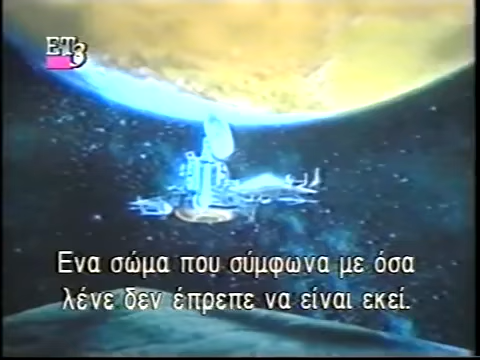 ET3
Ενα σώμα που σύμφωνα με όσα
λένε δεν έπρεπε να είναι εκεί.